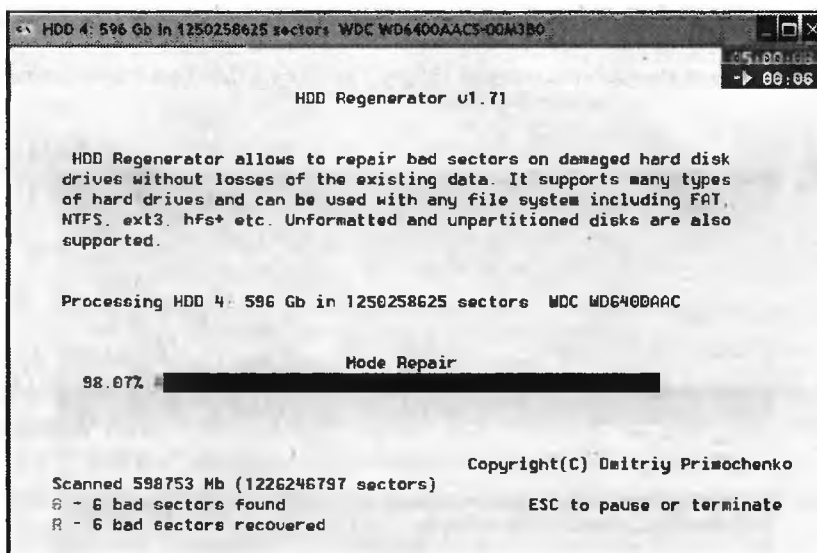 HDD 4: 596 Gb in 1250258625 sectors WDC WD6400AACS-00M3B0
05:00:08
00:06
HDD Regenerator v1.71
HDD Regenerator allows to repair bad sectors on damaged hard disk
drives without losses of the existing data. It supports many types
of hard drives and can be used with any file system including FAT,
NTFS, ext3, hfs+ etc. Unformatted and unpartitioned disks are also
supported.
Processing HDD 4: 596 Gb in 1250258625 sectors WDC WD6400AAC
Mode Repair
98.07%
Copyright(C) Dmitriy Primochenko
Scanned 598753 Mb (1226246797 sectors)
B - 6 bad sectors found
ESC to pause or terminate
R - 6 bad sectors recovered